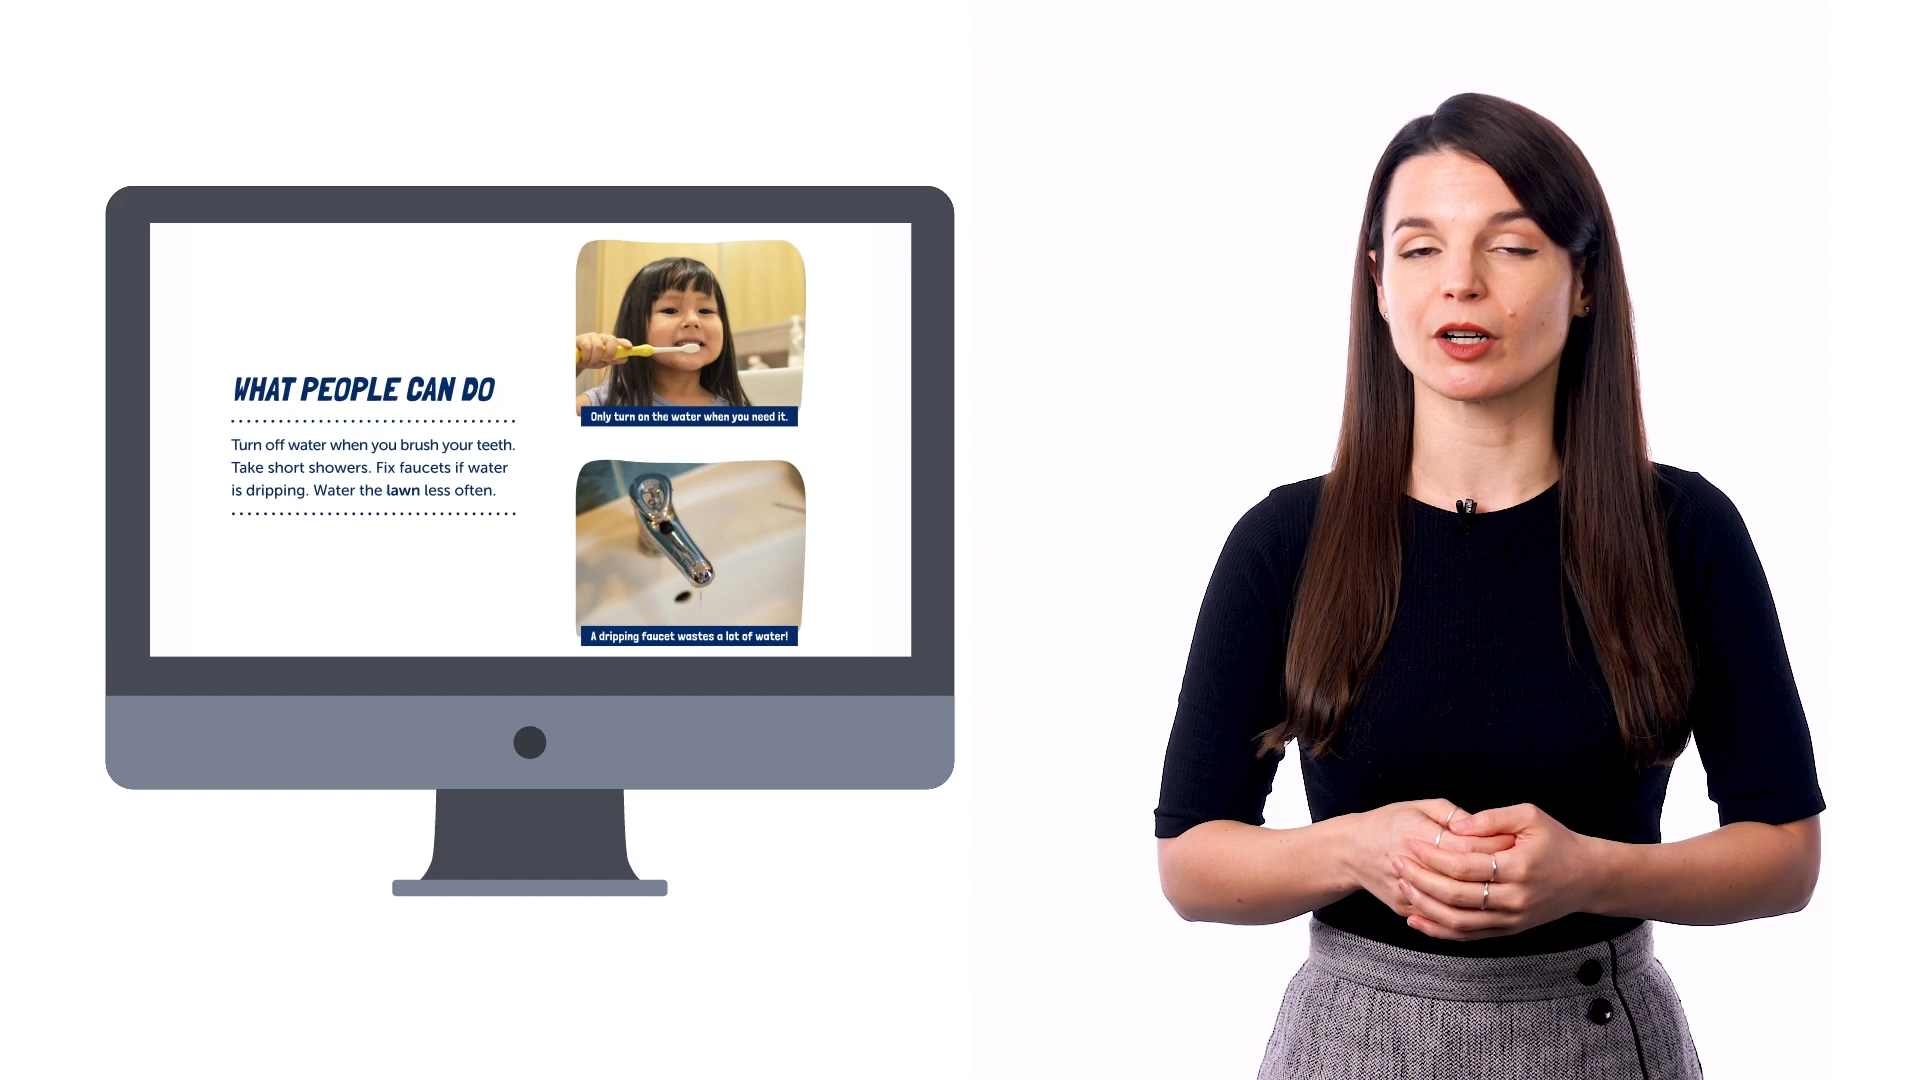 WHAT PEOPLE CAN DO
Turn off water when you brush your teeth.
Take short showers. Fix faucets if water
is dripping. Water the lawn less often.
Only turn on the water when you need it.
A dripping faucet wastes a lot of water!